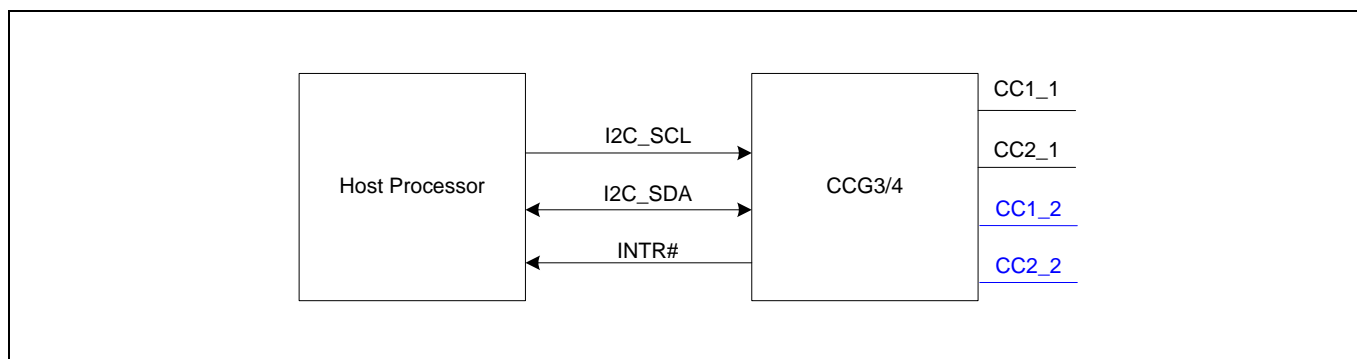 CC1_1
I2C_SCL
CC2_1
Host Processor
CCG3/4
I2C_SDA
CC1_2
INTR#
CC2_2